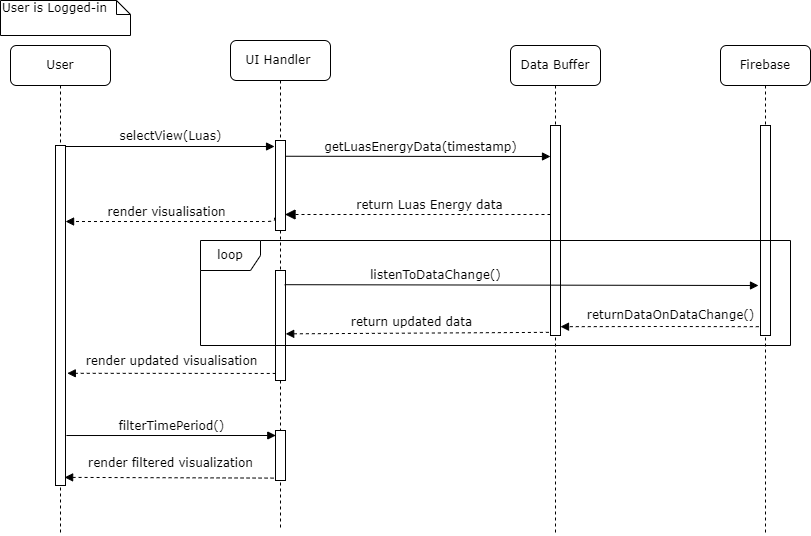 User is Logged-in
User
UI Handler
Data Buffer
Firebase
selectView(Luas)
getLuasEnergyData(timestamp)
return Luas Energy data
render visualisation
loop
listenToDataChange()
returnDataOnDataChange()
return updated data
render updated visualisation
filterTimePeriod()
render filtered visualization